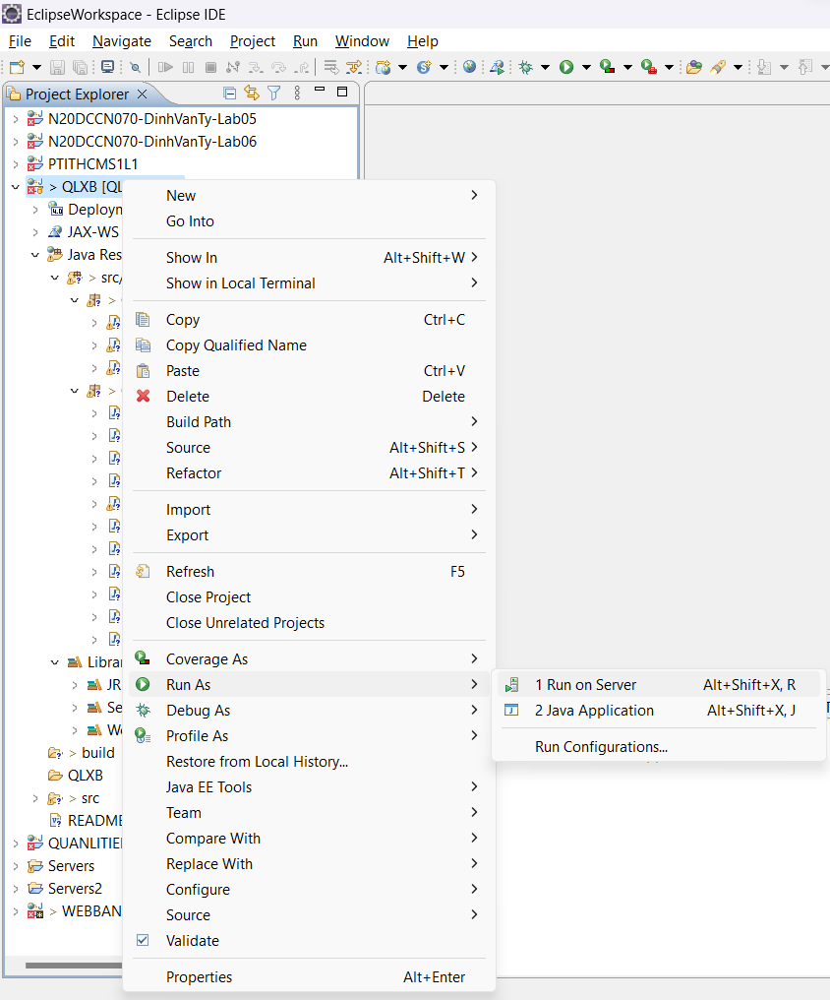 EclipseWorkspace - Eclipse IDE
File Edit Navigate Search Project Run Window Help
Project Explorer
N20DCCN070-DinhVanTy-Lab05
N20DCCN070-DinhVanTy-Lab06
PTITHCMS1L1
> QLXB [QL
New
Deployn
Go Into
JAX-WS
Java Res
Show In Alt+Shift+W
> src/
Show in Local Terminal
>
Copy Ctrl+C
Copy Qualified Name
Paste Ctrl+V
>
Delete Delete
Build Path
Source Alt+Shift+S
Refactor Alt+Shift+T
Import
Export
Refresh F5
Close Project
Close Unrelated Projects
Librar
Coverage As
JR
Run As
1 Run on Server Alt+Shift+X, R
Se
Debug As
2 Java Application Alt+Shift+X, J
We
Profile As
Run Configurations...
> build
Restore from Local History...
QLXB
Java EE Tools
> src
Team
README
Compare With
QUANLITIE
Replace With
Servers
Configure
Servers2
Source
> WEBBAN
Validate
Properties Alt+Enter